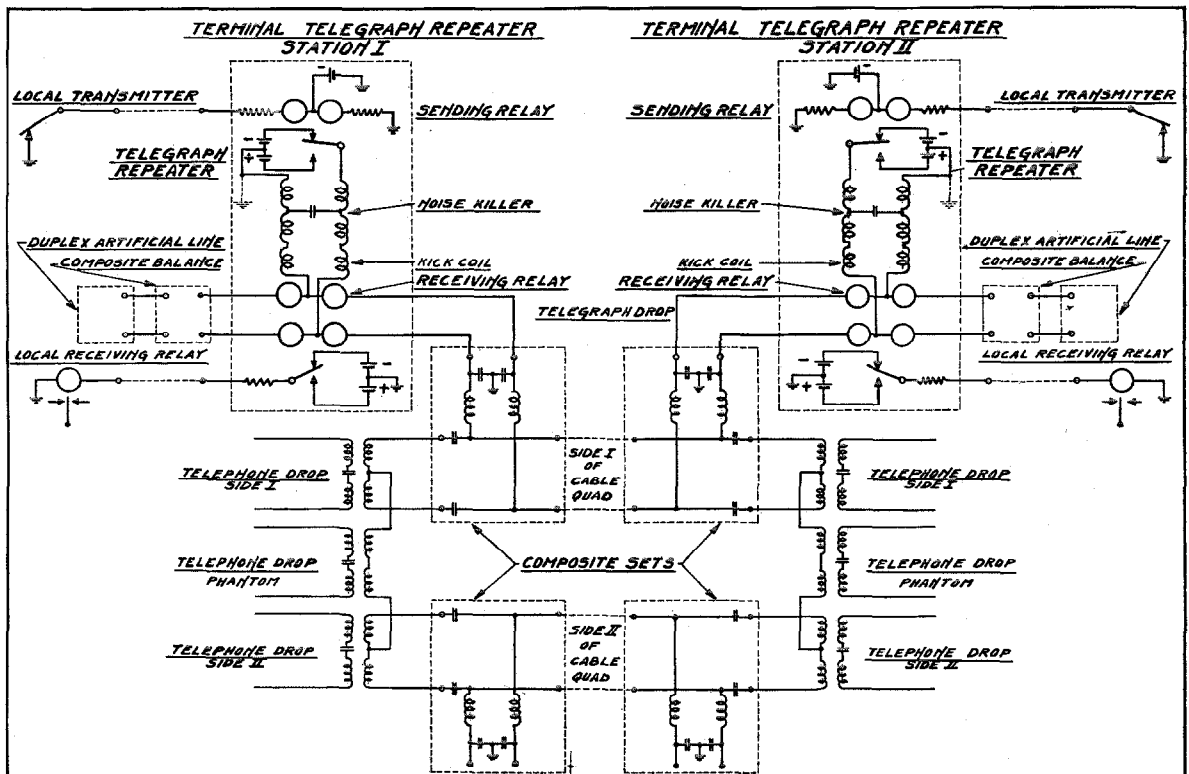 TERMINAL TELEGRAPH REPEATER
STATION I
TERMINAL TELEGRAPH REPEATER
STATION II
LOCAL TRANSMITTER
SENDING RELAY
SENDING RELAY
LOCAL TRANSMITTER
TELEGRAPH
REPEATER
TELEGRAPH
REPEATER
NOISE KILLER
NOISE KILLER
DUPLEX ARTIFICIAL LINE
COMPOSITE BALANCE
KICK COIL
RECEIVING RELAY
KICK COIL
RECEIVING RELAY
DUPLEX ARTIFICIAL LINE
COMPOSITE BALANCE
TELEGRAPH DROP
LOCAL RECEIVING RELAY
LOCAL RECEIVING RELAY
TELEPHONE DROP
SIDE I
SIDE I
OF
CABLE
QUAD
TELEPHONE DROP
SIDE I
TELEPHONE DROP
PHANTOM
COMPOSITE SETS
TELEPHONE DROP
PHANTOM
TELEPHONE DROP
SIDE II
SIDE II
OF
CABLE
QUAD
TELEPHONE DROP
SIDE II